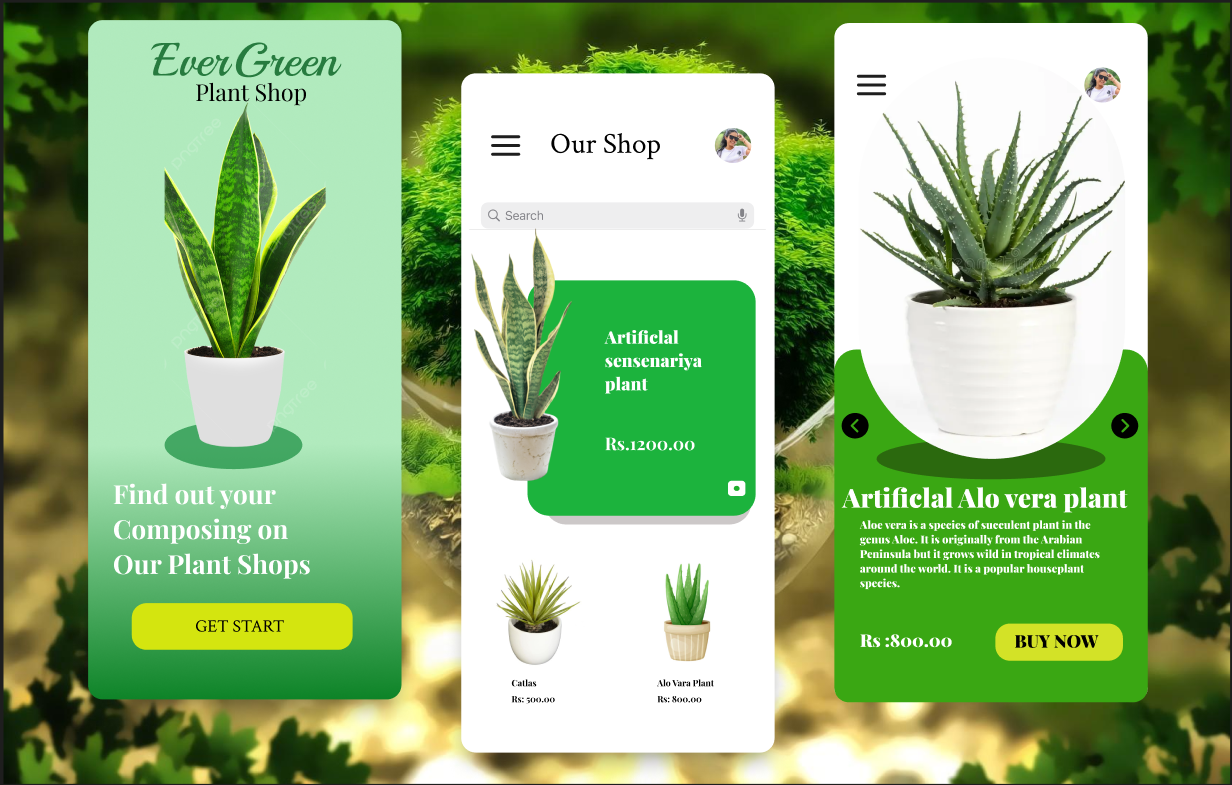 Ever Green
Plant Shop
Find out your
Composing on
Our Plant Shops
GET START
Our Shop
Search
Artificlal
sensenariya
plant
Rs.1200.00
Catlas
Rs: 500.00
Alo Vara Plant
Rs: 800.00
Artificlal Alo vera plant
Aloe vera is a species of succulent plant in the
genus Aloe. It is originally from the Arabian
Peninsula but it grows wild in tropical climates
around the world. It is a popular houseplant
species.
Rs :800.00
BUY NOW